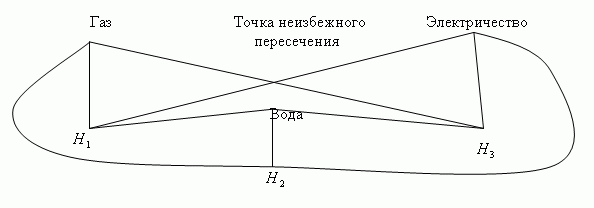 Газ
Точка неизбежного
пересечения
Электричество
Вода
H1
H2
H3